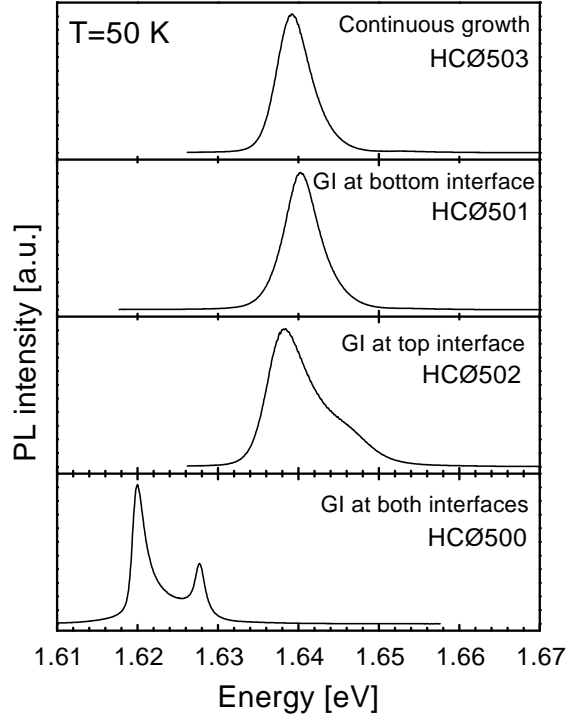 T=50 K
Continuous growth
HCØ503
GI at bottom interface
HCØ501
GI at top interface
HCØ502
GI at both interfaces
HCØ500
PL intensity [a.u.]
1.61 1.62 1.63 1.64 1.65 1.66 1.67
Energy [eV]